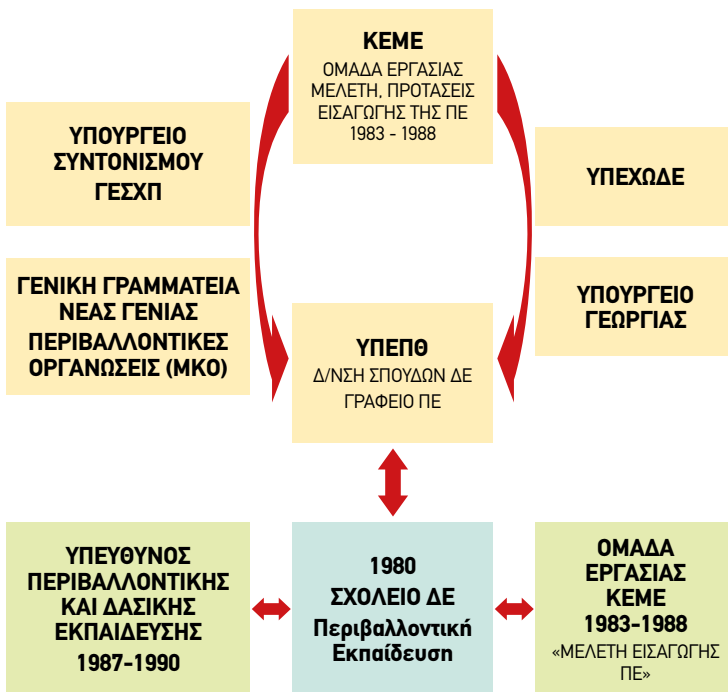 ΚΕΜΕ
ΟΜΑΔΑ ΕΡΓΑΣΙΑΣ
ΜΕΛΕΤΗ, ΠΡΟΤΑΣΕΙΣ
ΕΙΣΑΓΩΓΗΣ ΤΗΣ ΠΕ
1983 - 1988
ΥΠΟΥΡΓΕΙΟ
ΣΥΝΤΟΝΙΣΜΟΥ
ΓΕΣΧΠ
ΥΠΕΧΩΔΕ
ΓΕΝΙΚΗ ΓΡΑΜΜΑΤΕΙΑ
ΝΕΑΣ ΓΕΝΙΑΣ
ΠΕΡΙΒΑΛΛΟΝΤΙΚΕΣ
ΟΡΓΑΝΩΣΕΙΣ (ΜΚΟ)
ΥΠΟΥΡΓΕΙΟ
ΓΕΩΡΓΙΑΣ
ΥΠΕΠΘ
Δ/ΝΣΗ ΣΠΟΥΔΩΝ ΔΕ
ΓΡΑΦΕΙΟ ΠΕ
ΥΠΕΥΘΥΝΟΣ
ΠΕΡΙΒΑΛΛΟΝΤΙΚΗΣ
ΚΑΙ ΔΑΣΙΚΗΣ
ΕΚΠΑΙΔΕΥΣΗΣ
1987-1990
1980
ΣΧΟΛΕΙΟ ΔΕ
Περιβαλλοντική
Εκπαίδευση
ΟΜΑΔΑ
ΕΡΓΑΣΙΑΣ
ΚΕΜΕ
1983-1988
«ΜΕΛΕΤΗ ΕΙΣΑΓΩΓΗΣ
ΠΕ»